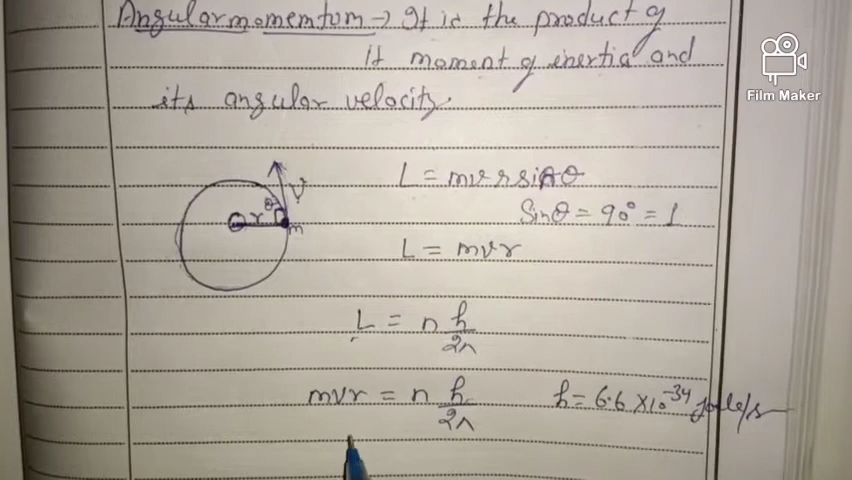 Angular momentum → It is the product of
it moment of inertia and
its angular velocity.
L = mvr sinθ
Sinθ = 90° = 1
L = mvr
L = n h/2π
mvr = n h/2π h = 6.6 × 10⁻³⁴ joule/s
θ
v
r
m
Film Maker